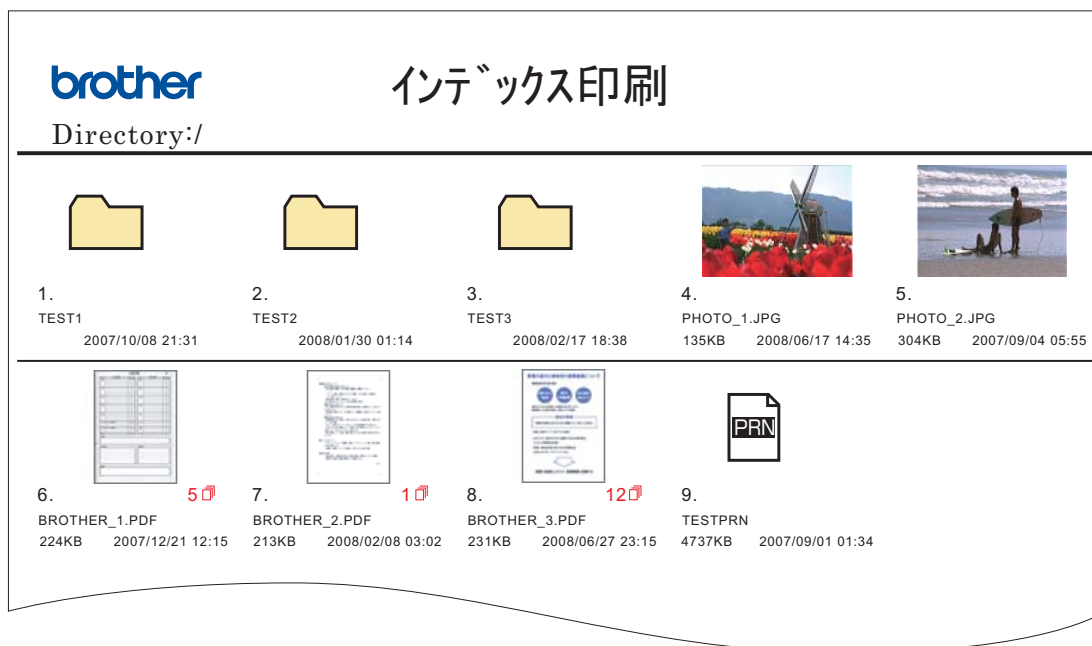 brother
インデックス印刷
Directory:/
1.
TEST1
2007/10/08 21:31
2.
TEST2
2008/01/30 01:14
3.
TEST3
2008/02/17 18:38
4.
PHOTO_1.JPG
135KB 2008/06/17 14:35
5.
PHOTO_2.JPG
304KB 2007/09/04 05:55
6. 5
BROTHER_1.PDF
224KB 2007/12/21 12:15
7. 1
BROTHER_2.PDF
213KB 2008/02/08 03:02
8. 12
BROTHER_3.PDF
231KB 2008/06/27 23:15
PRN
9.
TESTPRN
4737KB 2007/09/01 01:34